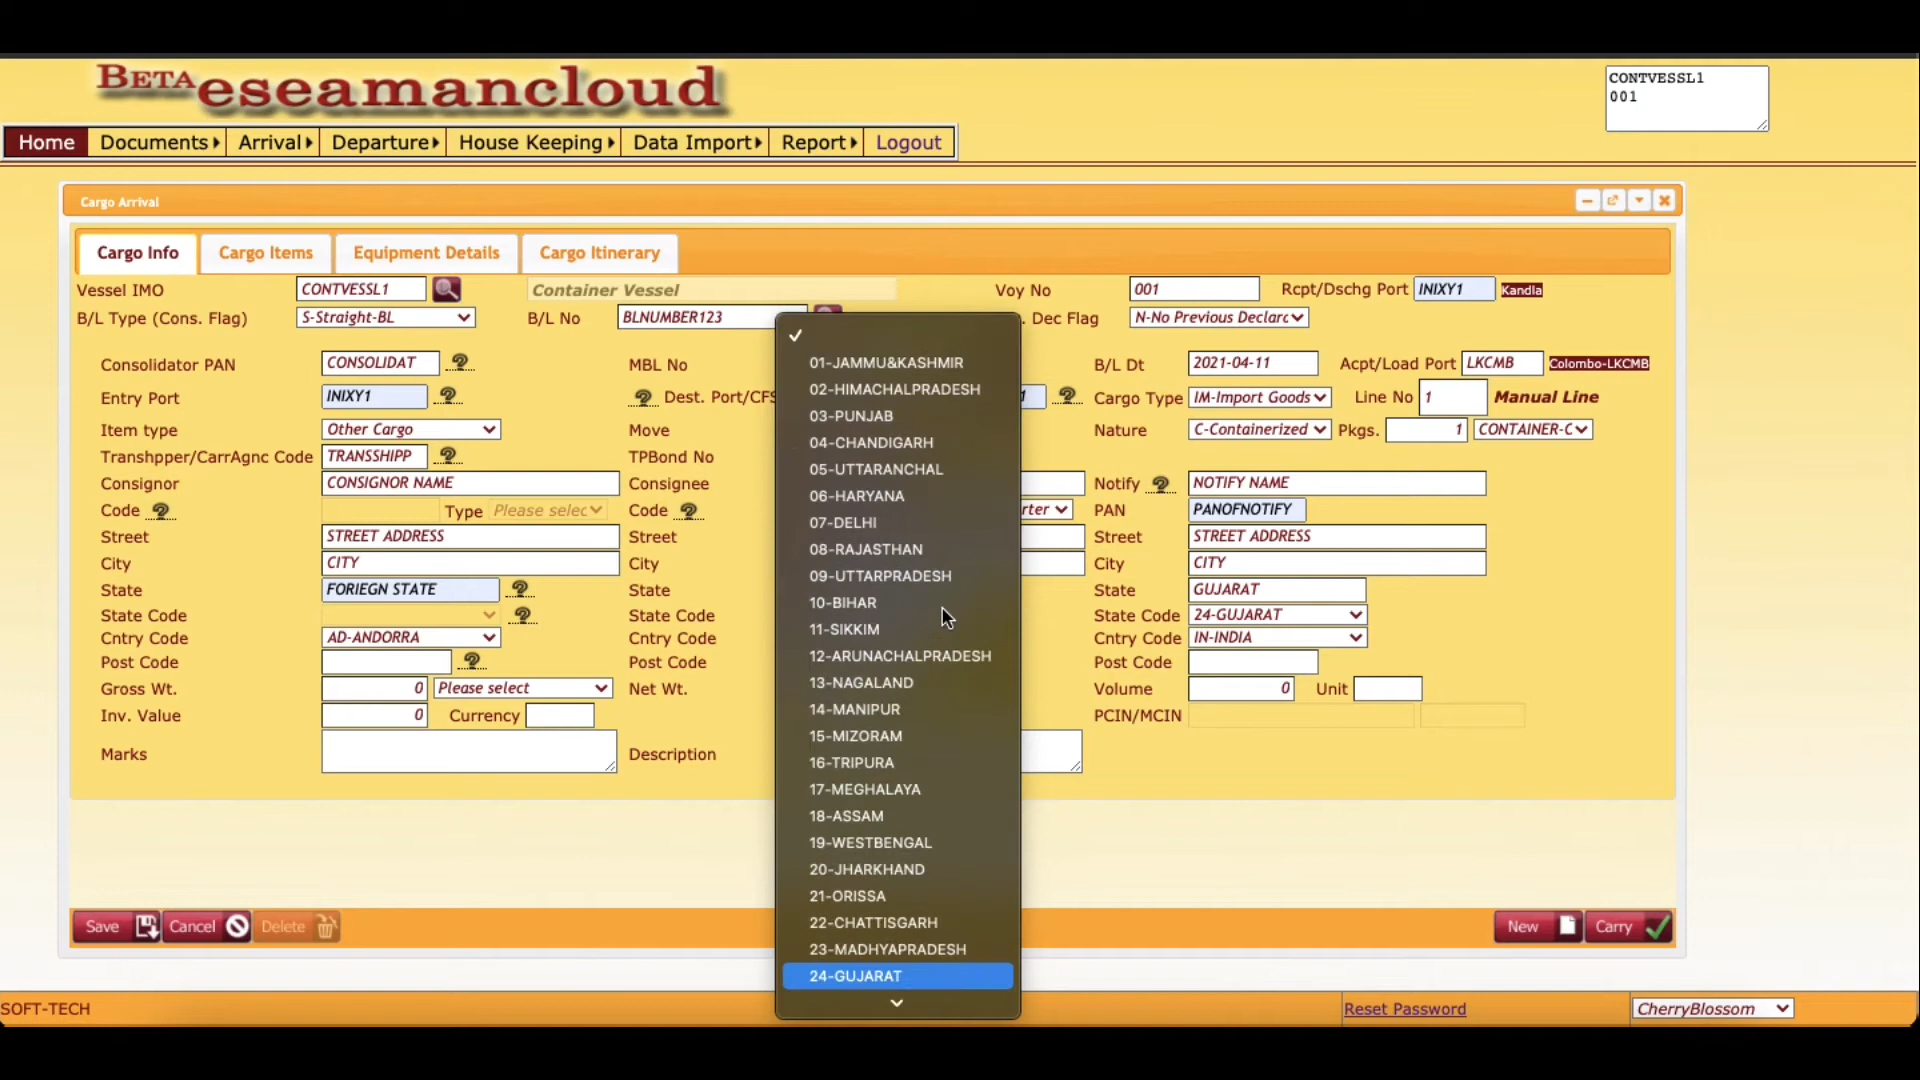 BETA eseamancloud
CONTVESSL1
001
Home Documents Arrival Departure House Keeping Data Import Report Logout
Cargo Arrival
Cargo Info Cargo Items Equipment Details Cargo Itinerary
Vessel IMO CONTVESSL1 Container Vessel Voy No 001 Rcpt/Dschg Port INIXY1 Kandla
B/L Type (Cons. Flag) S-Straight-BL B/L No BLNUMBER123 . Dec Flag N-No Previous Declarc
Consolidator PAN CONSOLIDAT ? MBL No B/L Dt 2021-04-11 Acpt/Load Port LKCMB Colombo-LKCMB
Entry Port INIXY1 ? ? Dest. Port/CFS 1 ? Cargo Type IM-Import Goods Line No 1 Manual Line
Item type Other Cargo Move Nature C-Containerized Pkgs. 1 CONTAINER-C
Transhpper/CarrAgnc Code TRANSSHIPP ? TPBond No
Consignor CONSIGNOR NAME Consignee Notify ? NOTIFY NAME
Code ? Type Please selec Code ? rter PAN PANOFNOTIFY
Street STREET ADDRESS Street Street STREET ADDRESS
City CITY City City CITY
State FORIEGN STATE ? State State GUJARAT
State Code ? State Code State Code 24-GUJARAT
Cntry Code AD-ANDORRA Cntry Code Cntry Code IN-INDIA
Post Code ? Post Code Post Code
Gross Wt. 0 Please select Net Wt. Volume 0 Unit
Inv. Value 0 Currency PCIN/MCIN
Marks Description
01-JAMMU&KASHMIR
02-HIMACHALPRADESH
03-PUNJAB
04-CHANDIGARH
05-UTTARANCHAL
06-HARYANA
07-DELHI
08-RAJASTHAN
09-UTTARPRADESH
10-BIHAR
11-SIKKIM
12-ARUNACHALPRADESH
13-NAGALAND
14-MANIPUR
15-MIZORAM
16-TRIPURA
17-MEGHALAYA
18-ASSAM
19-WESTBENGAL
20-JHARKHAND
21-ORISSA
22-CHATTISGARH
23-MADHYAPRADESH
24-GUJARAT
Save Cancel Delete New Carry
SOFT-TECH Reset Password CherryBlossom